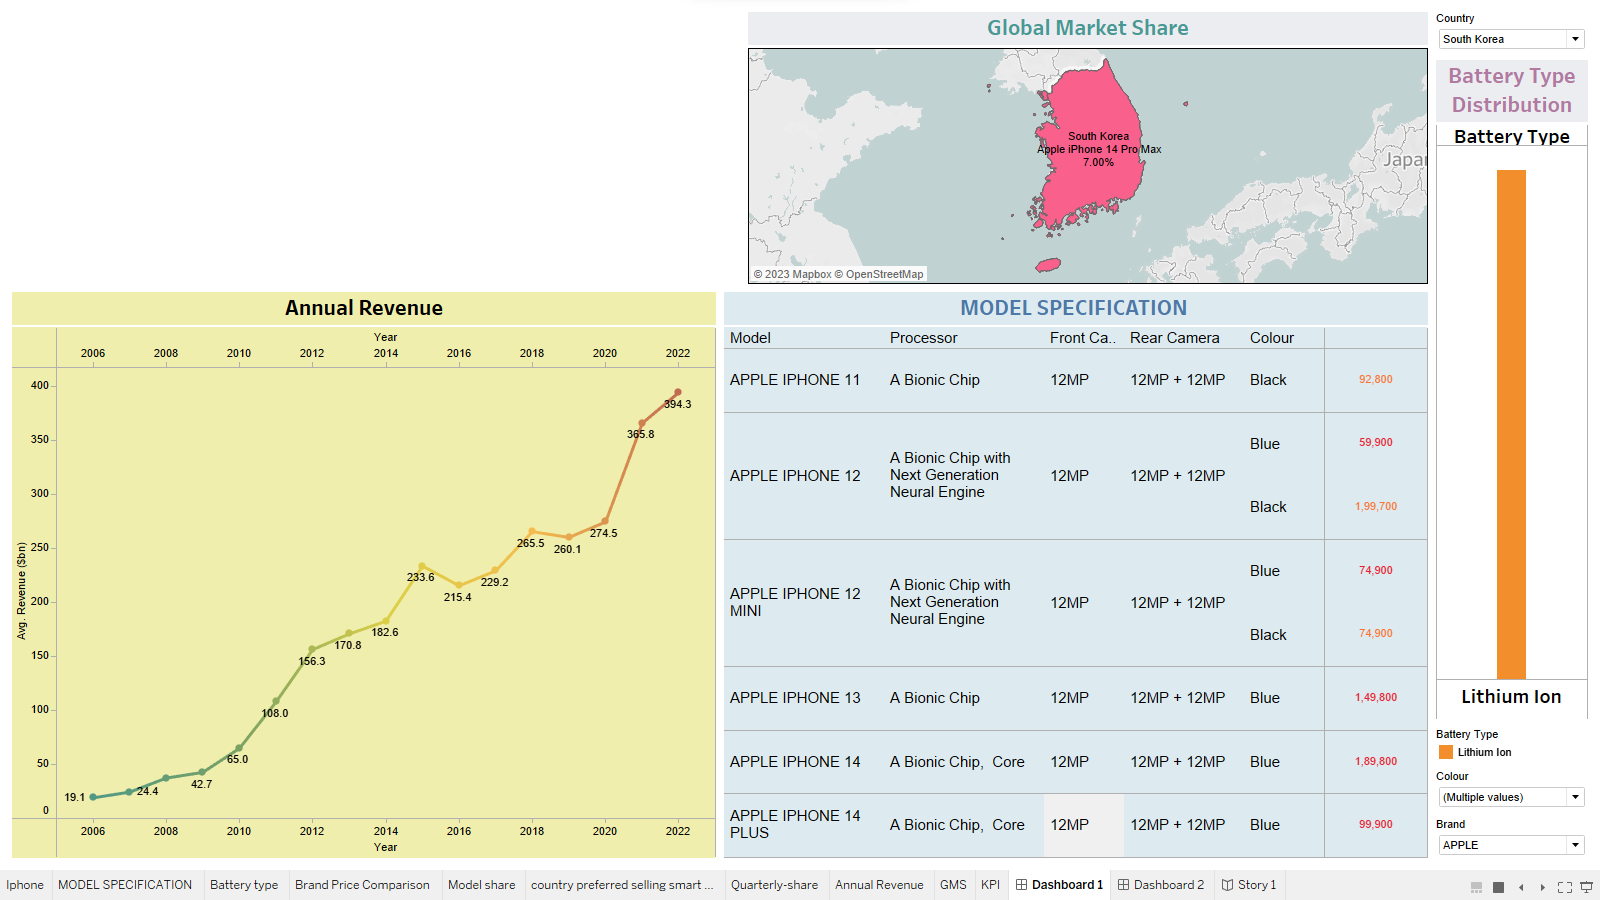 Global Market Share
South Korea
Apple iPhone 14 Pro Max
7.00%
Japa
© 2023 Mapbox © OpenStreetMap
Country
South Korea
Battery Type
Distribution
Battery Type
Lithium Ion
Battery Type
Lithium Ion
Colour
(Multiple values)
Brand
APPLE
Annual Revenue
Year
2006 2008 2010 2012 2014 2016 2018 2020 2022
Avg. Revenue ($bn)
400
350
300
250
200
150
100
50
0
19.1
24.4
42.7
65.0
108.0
156.3
170.8
182.6
233.6
215.4
229.2
265.5
260.1
274.5
365.8
394.3
2006 2008 2010 2012 2014 2016 2018 2020 2022
Year
MODEL SPECIFICATION
Model Processor Front Ca.. Rear Camera Colour
APPLE IPHONE 11 A Bionic Chip 12MP 12MP + 12MP Black 92,800
APPLE IPHONE 12
A Bionic Chip with
Next Generation
Neural Engine
12MP 12MP + 12MP
Blue 59,900
Black 1,99,700
APPLE IPHONE 12
MINI
A Bionic Chip with
Next Generation
Neural Engine
12MP 12MP + 12MP
Blue 74,900
Black 74,900
APPLE IPHONE 13 A Bionic Chip 12MP 12MP + 12MP Blue 1,49,800
APPLE IPHONE 14 A Bionic Chip, Core 12MP 12MP + 12MP Blue 1,89,800
APPLE IPHONE 14
PLUS
A Bionic Chip, Core 12MP 12MP + 12MP Blue 99,900
Iphone MODEL SPECIFICATION Battery type Brand Price Comparison Model share country preferred selling smart ... Quarterly-share Annual Revenue GMS KPI Dashboard 1 Dashboard 2 Story 1